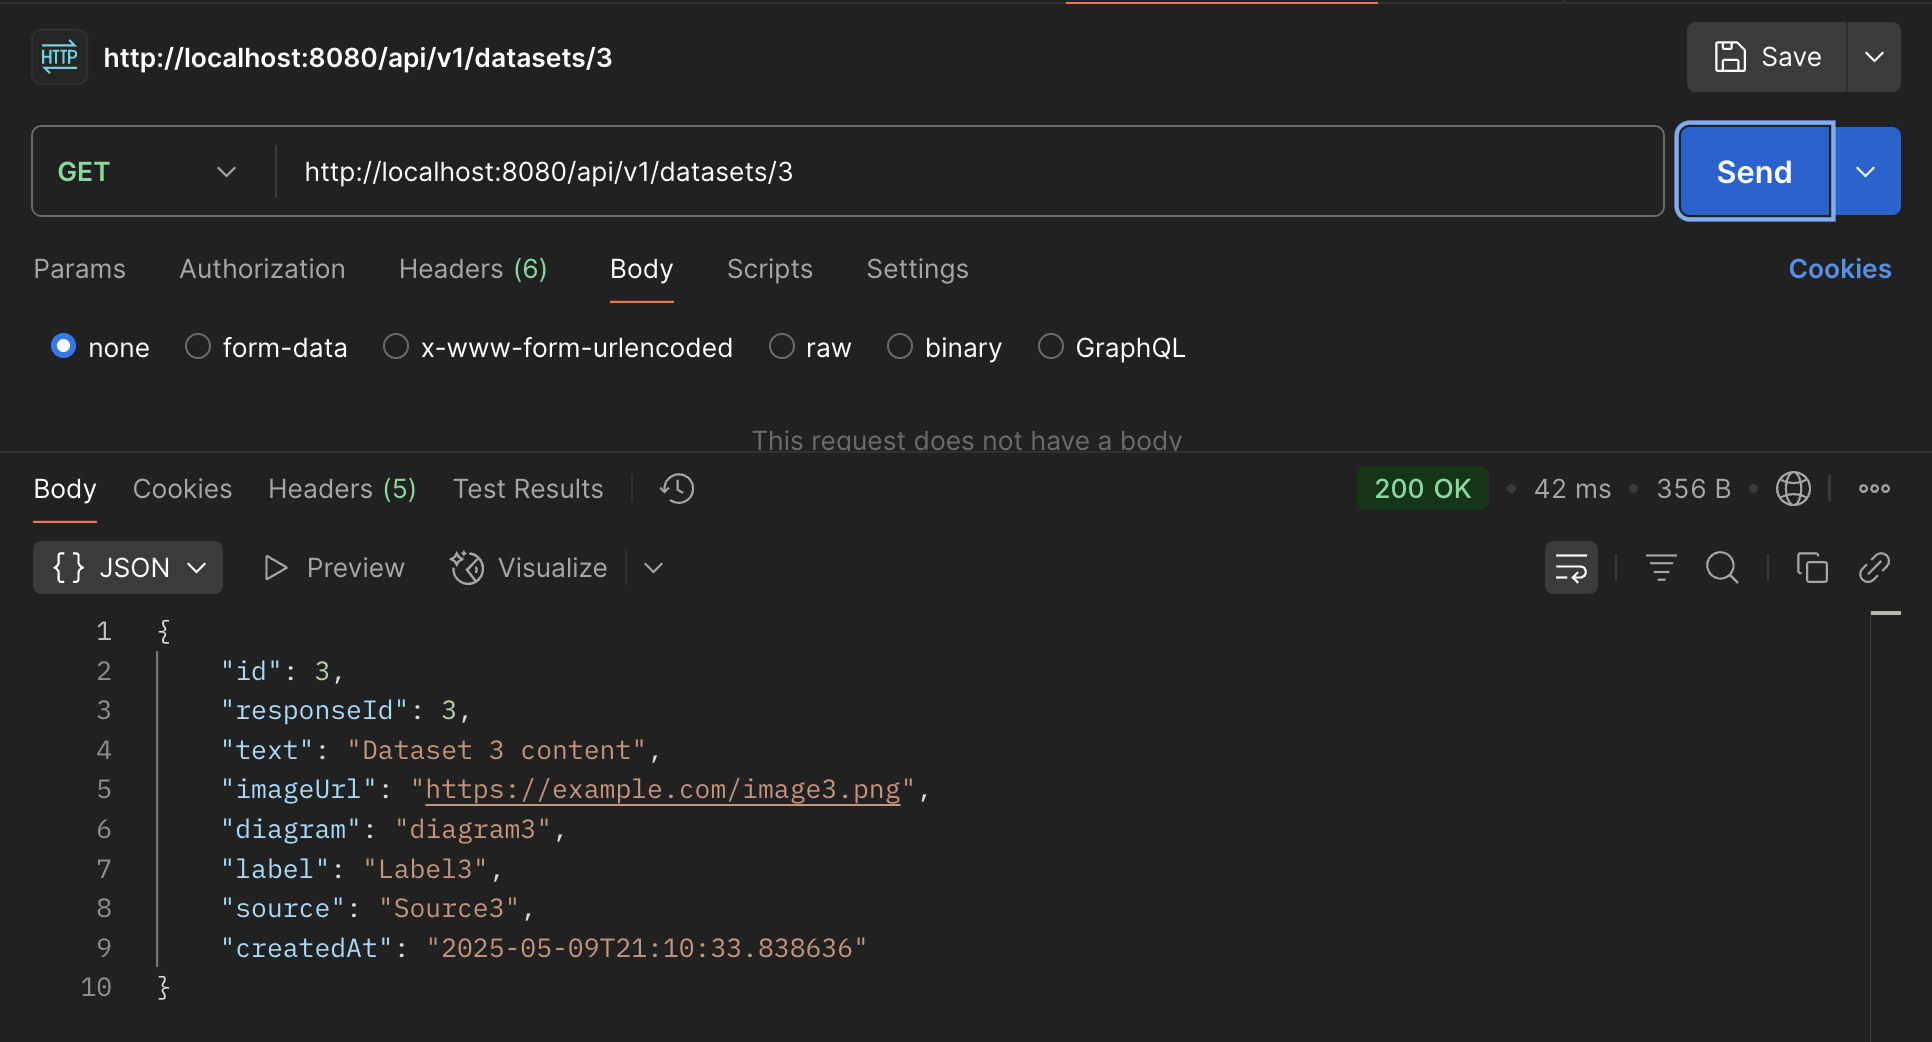 HTTP http://localhost:8080/api/v1/datasets/3 Save
GET http://localhost:8080/api/v1/datasets/3 Send
Params Authorization Headers (6) Body Scripts Settings Cookies
none form-data x-www-form-urlencoded raw binary GraphQL
This request does not have a body
Body Cookies Headers (5) Test Results 200 OK • 42 ms • 356 B •
{} JSON Preview Visualize
1 {
2 "id": 3,
3 "responseId": 3,
4 "text": "Dataset 3 content",
5 "imageUrl": "https://example.com/image3.png",
6 "diagram": "diagram3",
7 "label": "Label3",
8 "source": "Source3",
9 "createdAt": "2025-05-09T21:10:33.838636"
10 }